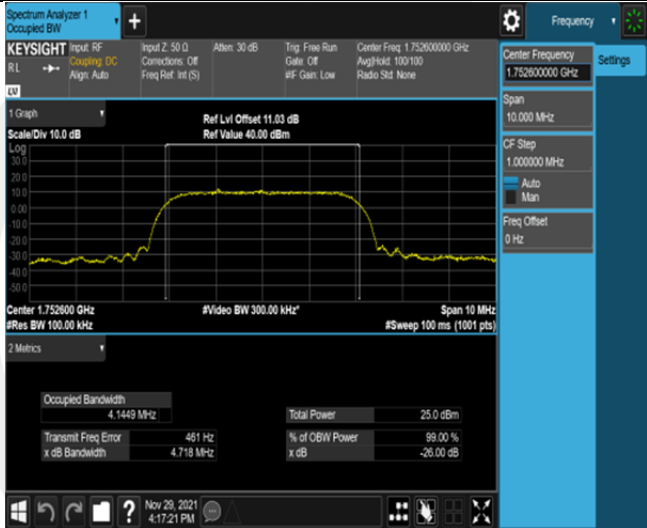 Spectrum Analyzer 1
Occupied BW
+
Frequency
KEYSIGHT
RL
LV
Input: RF
Coupling: DC
Align: Auto
Input Z: 50 Ω
Corrections: Off
Freq Ref: Int (S)
Atten: 30 dB
Trig: Free Run
Gate: Off
#IF Gain: Low
Center Freq: 1.752600000 GHz
Avg|Hold: 100/100
Radio Std: None
Center Frequency
1.752600000 GHz
Settings
Span
10.000 MHz
CF Step
1.000000 MHz
Auto
Man
Freq Offset
0 Hz
1 Graph
Scale/Div 10.0 dB
Ref Lvl Offset 11.03 dB
Ref Value 40.00 dBm
Log
30.0
20.0
10.0
0.00
-10.0
-20.0
-30.0
-40.0
-50.0
Center 1.752600 GHz
#Video BW 300.00 kHz*
Span 10 MHz
#Res BW 100.00 kHz
#Sweep 100 ms (1001 pts)
2 Metrics
Occupied Bandwidth
4.1449 MHz
Total Power 25.0 dBm
Transmit Freq Error 461 Hz
% of OBW Power 99.00 %
x dB Bandwidth 4.718 MHz
x dB -26.00 dB
?
Nov 29, 2021
4:17:21 PM